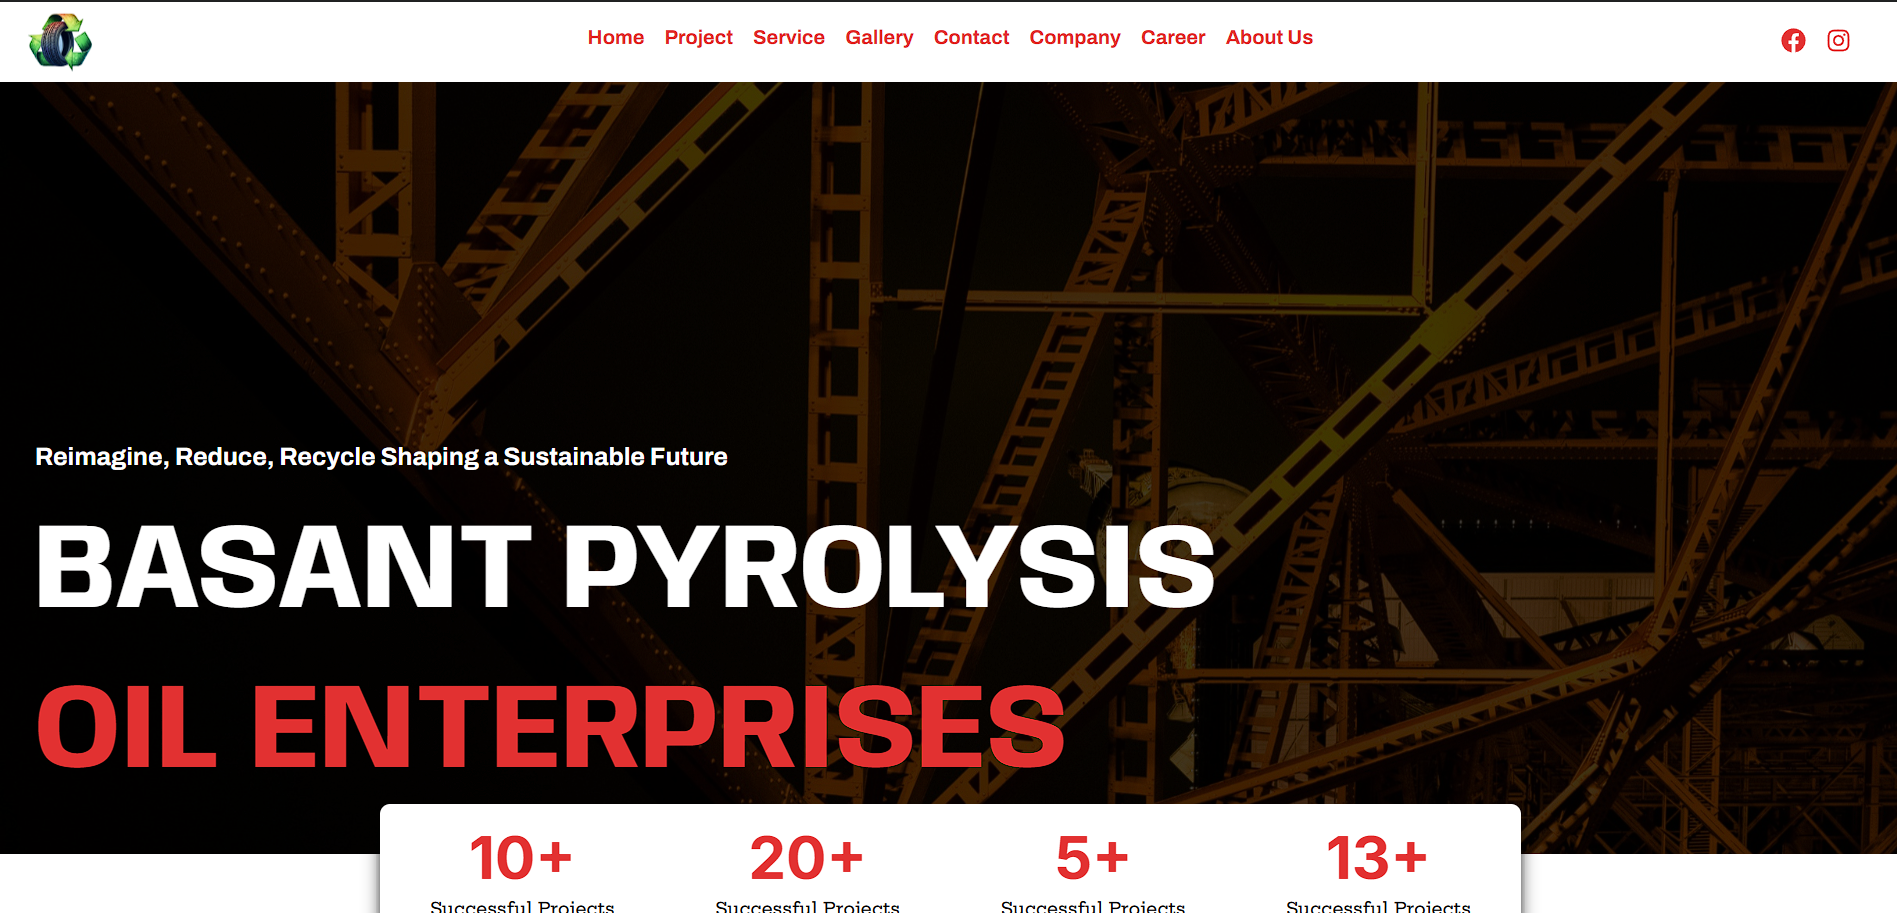 Home Project Service Gallery Contact Company Career About Us
Reimagine, Reduce, Recycle Shaping a Sustainable Future
BASANT PYROLYSIS
OIL ENTERPRISES
10+ 20+ 5+ 13+
Successful Projects Successful Projects Successful Projects Successful Projects